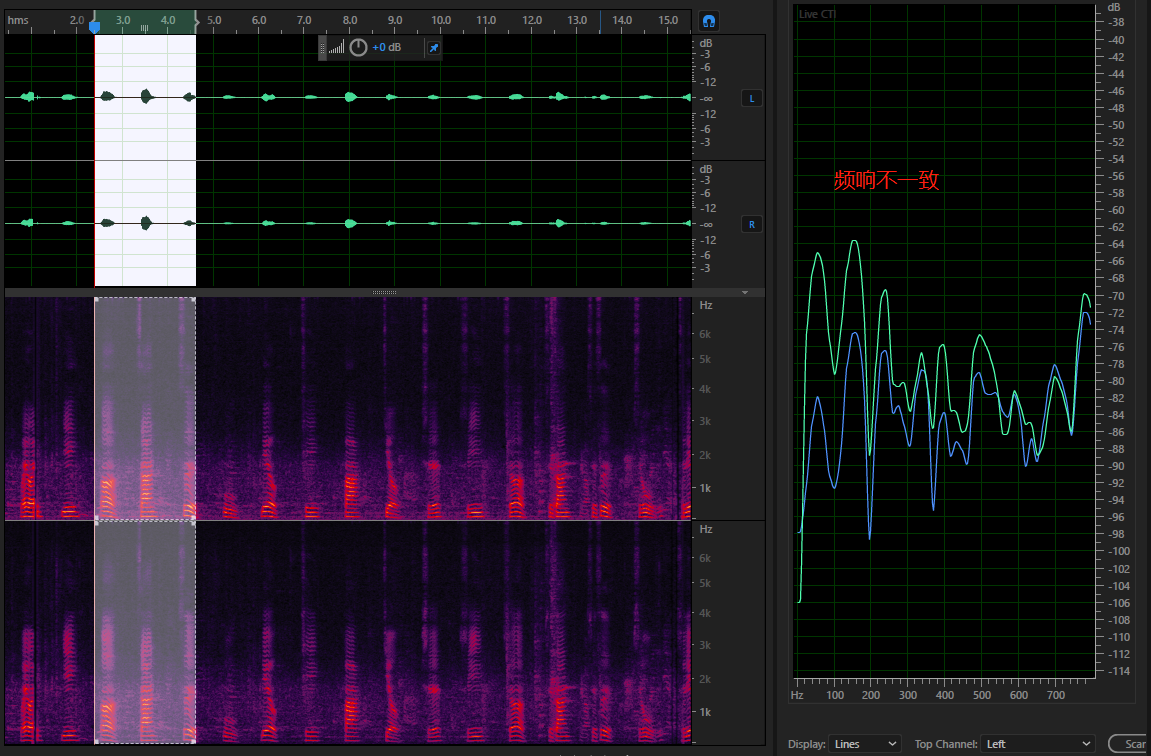 hms 2.0 3.0 4.0 5.0 6.0 7.0 8.0 9.0 10.0 11.0 12.0 13.0 14.0 15.0
+0 dB
dB
-3
-6
-12
-∞
L
-12
-6
-3
dB
-3
-6
-12
-∞
R
-12
-6
-3
Hz
6k
5k
4k
3k
2k
1k
Hz
6k
5k
4k
3k
2k
1k
Live CTI
频响不一致
dB
-38
-40
-42
-44
-46
-48
-50
-52
-54
-56
-58
-60
-62
-64
-66
-68
-70
-72
-74
-76
-78
-80
-82
-84
-86
-88
-90
-92
-94
-96
-98
-100
-102
-104
-106
-108
-110
-112
-114
Hz 100 200 300 400 500 600 700
Display: Lines Top Channel: Left